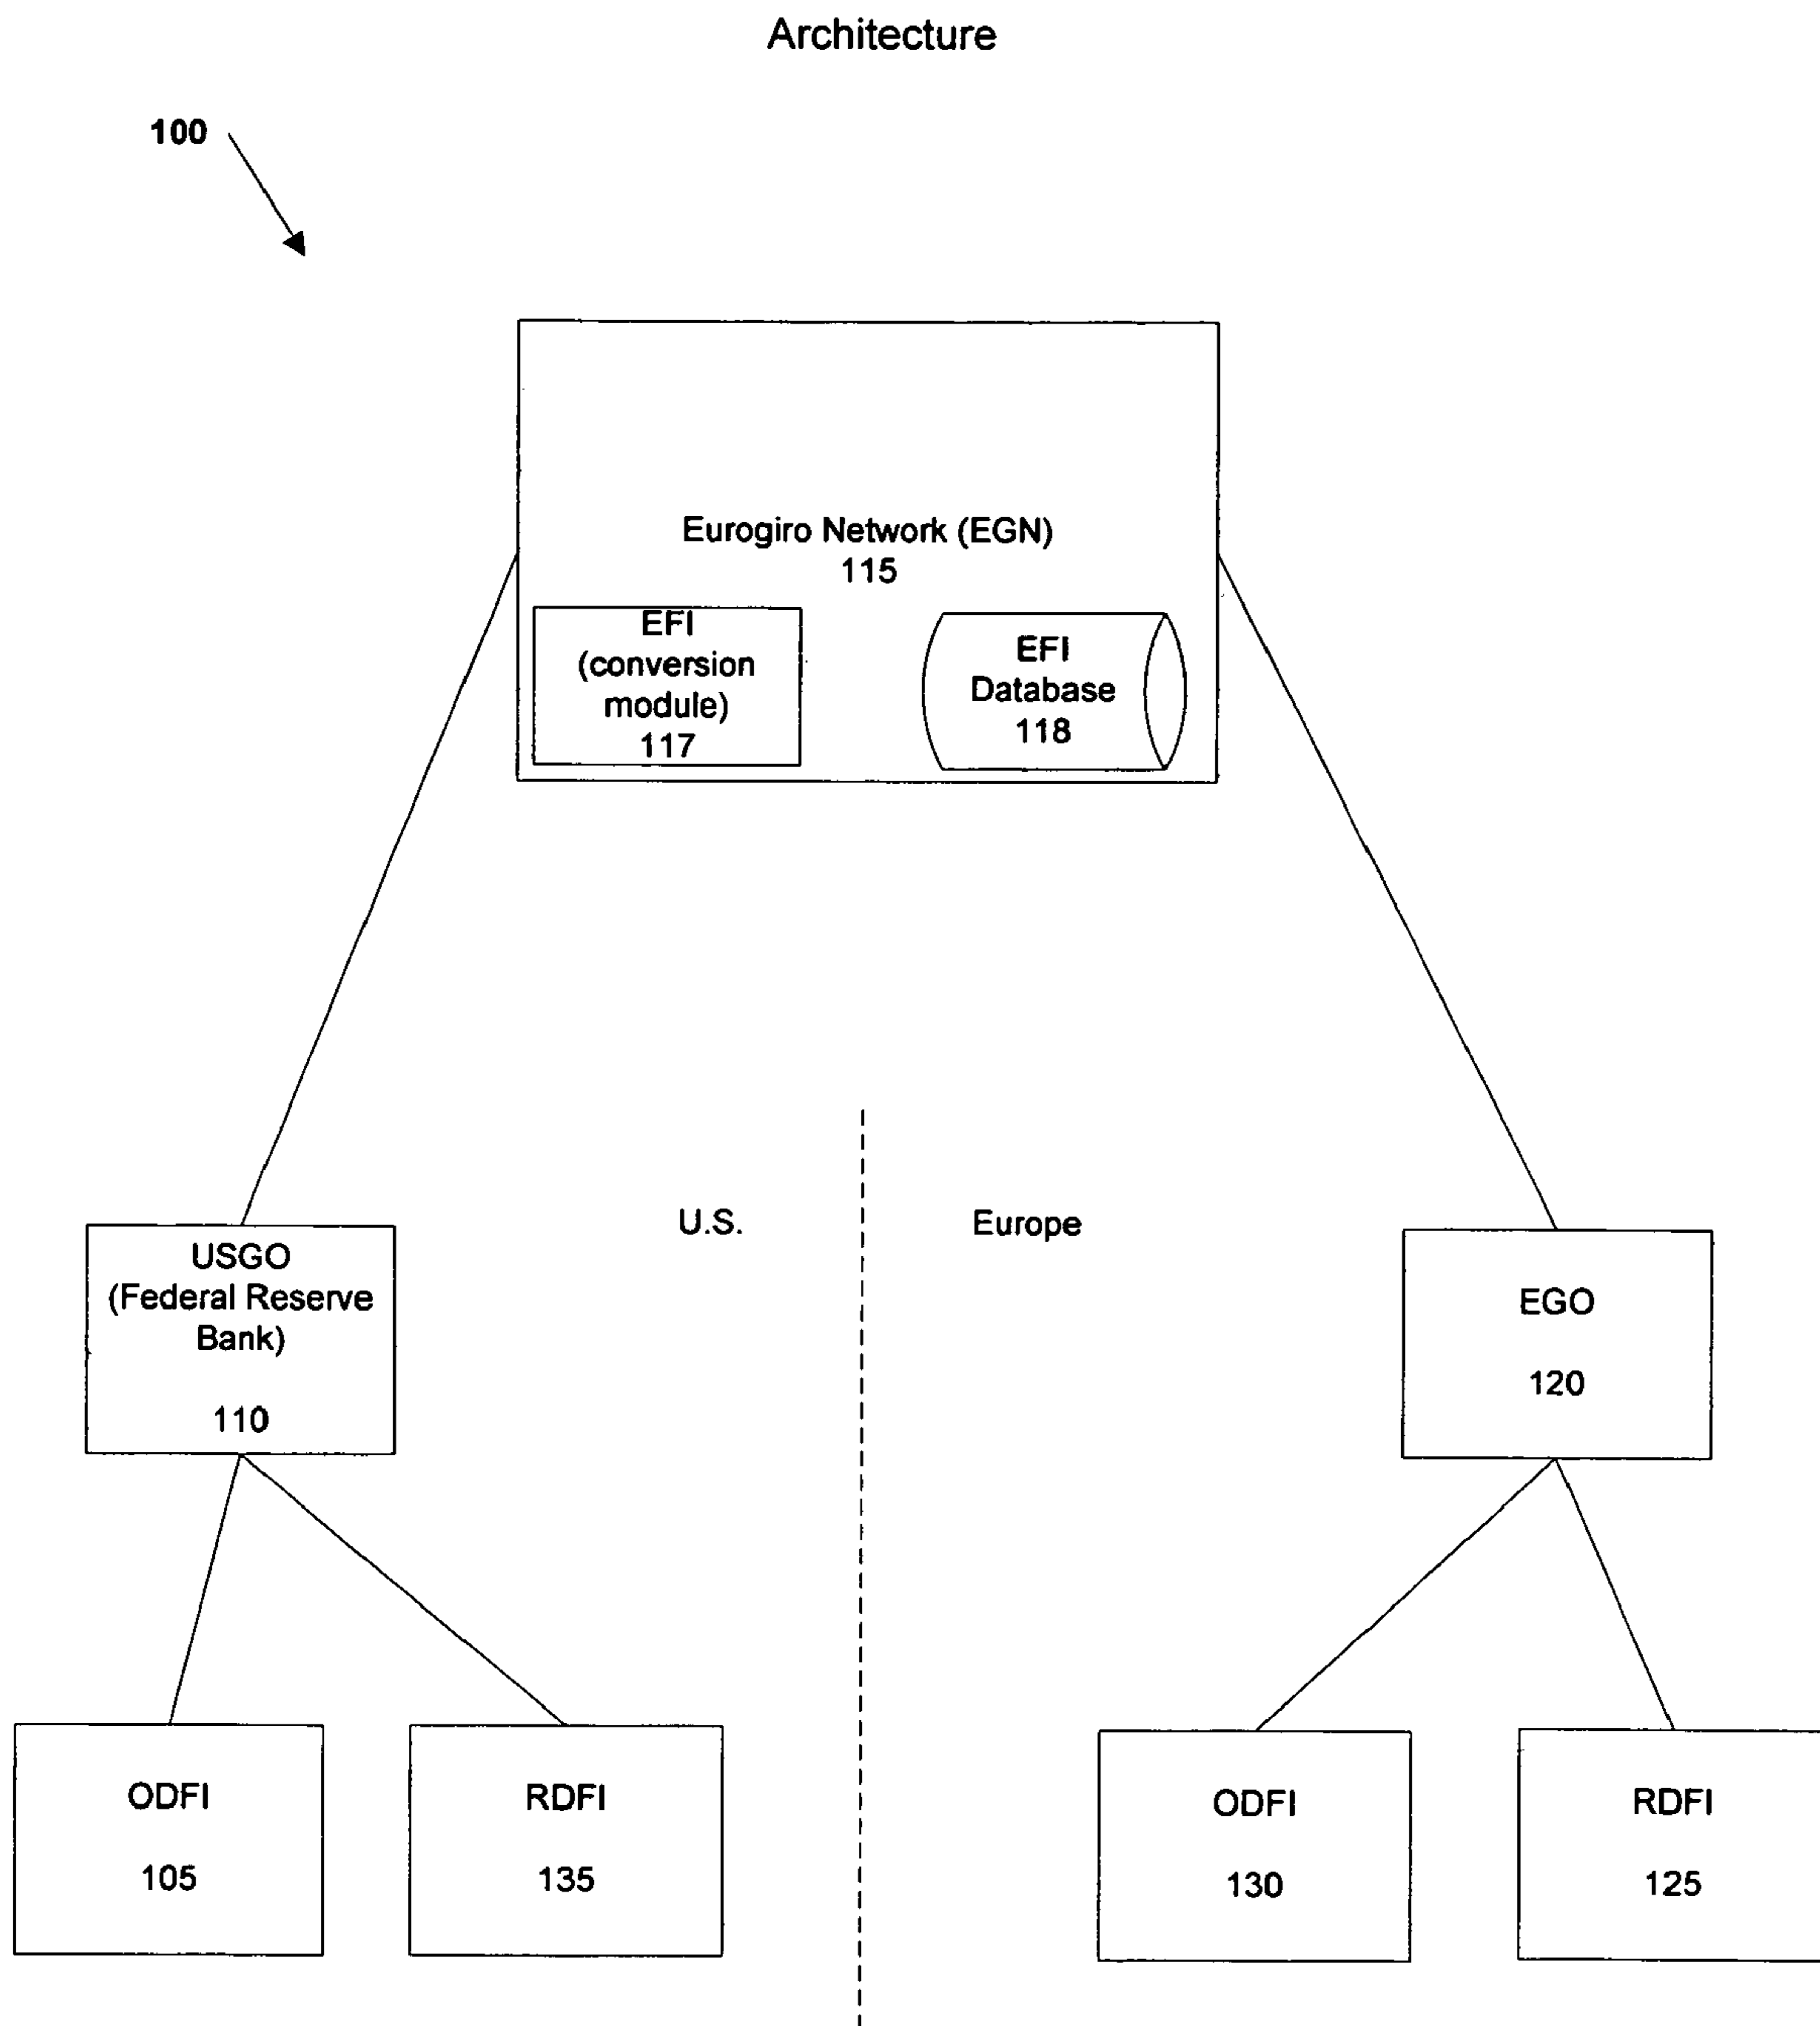 Architecture
100
Eurogiro Network (EGN)
115
EFI
(conversion
module)
117
EFI
Database
118
U.S.
Europe
USGO
(Federal Reserve
Bank)
110
EGO
120
ODFI
105
RDFI
135
ODFI
130
RDFI
125